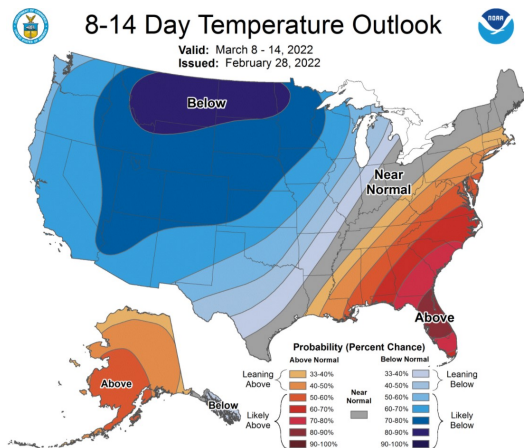 8-14 Day Temperature Outlook
Valid: March 8 - 14, 2022
Issued: February 28, 2022
NOAA
Below
Near
Normal
Above
Above
Below
Probability (Percent Chance)
Above Normal
Below Normal
Leaning
Above
Likely
Above
33-40%
40-50%
50-60%
60-70%
70-80%
80-90%
90-100%
Near
Normal
33-40%
40-50%
50-60%
60-70%
70-80%
80-90%
90-100%
Leaning
Below
Likely
Below